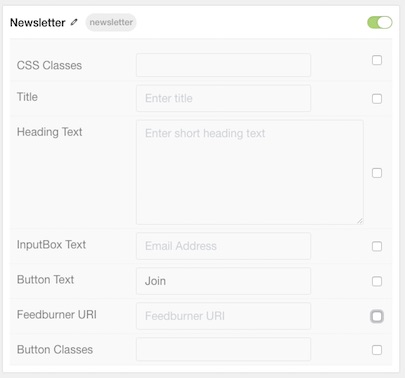 Newsletter newsletter
CSS Classes
Title Enter title
Heading Text Enter short heading text
InputBox Text Email Address
Button Text Join
Feedburner URI Feedburner URI
Button Classes